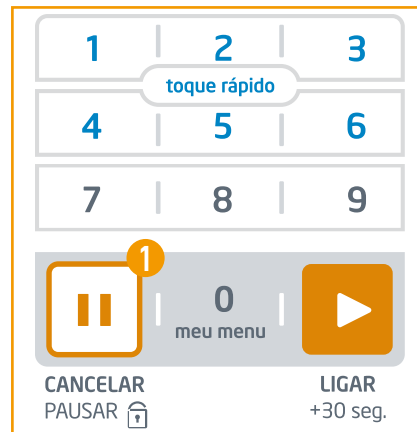 1 2 3
toque rápido
4 5 6
7 8 9
1
0
meu menu
CANCELAR LIGAR
PAUSAR +30 seg.